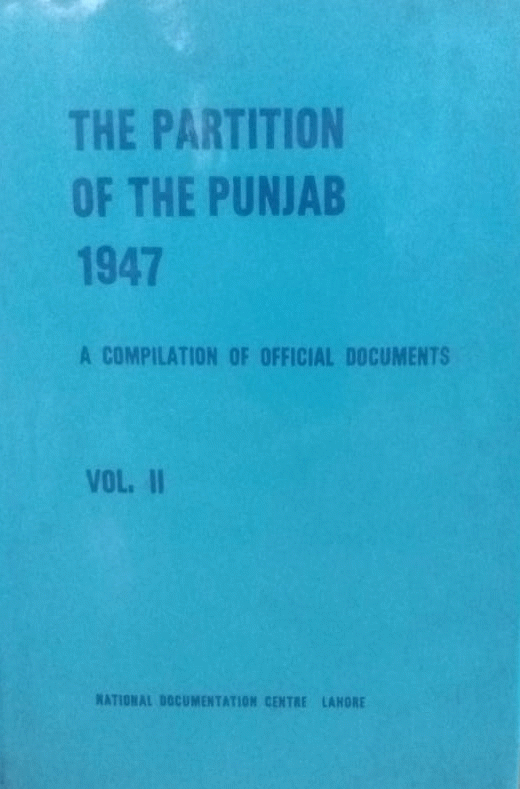 THE PARTITION
OF THE PUNJAB
1947
A COMPILATION OF OFFICIAL DOCUMENTS
VOL. II
NATIONAL DOCUMENTATION CENTRE LAHORE